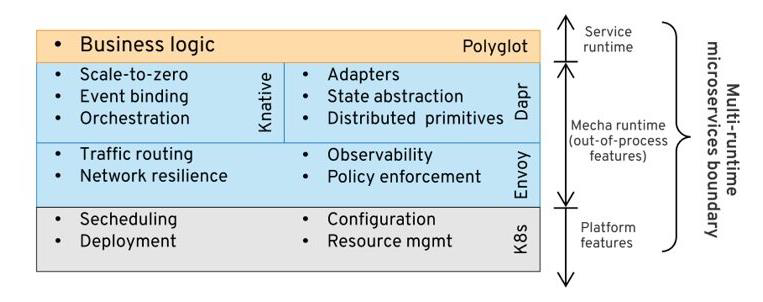 Business logic
Polyglot
Scale-to-zero
Event binding
Orchestration
Knative
Adapters
State abstraction
Distributed primitives
Dapr
Traffic routing
Network resilience
Observability
Policy enforcement
Envoy
Secheduling
Deployment
Configuration
Resource mgmt
K8s
Service
runtime
Mecha runtime
(out-of-process
features)
Platform
features
Multi-runtime
microservices boundary